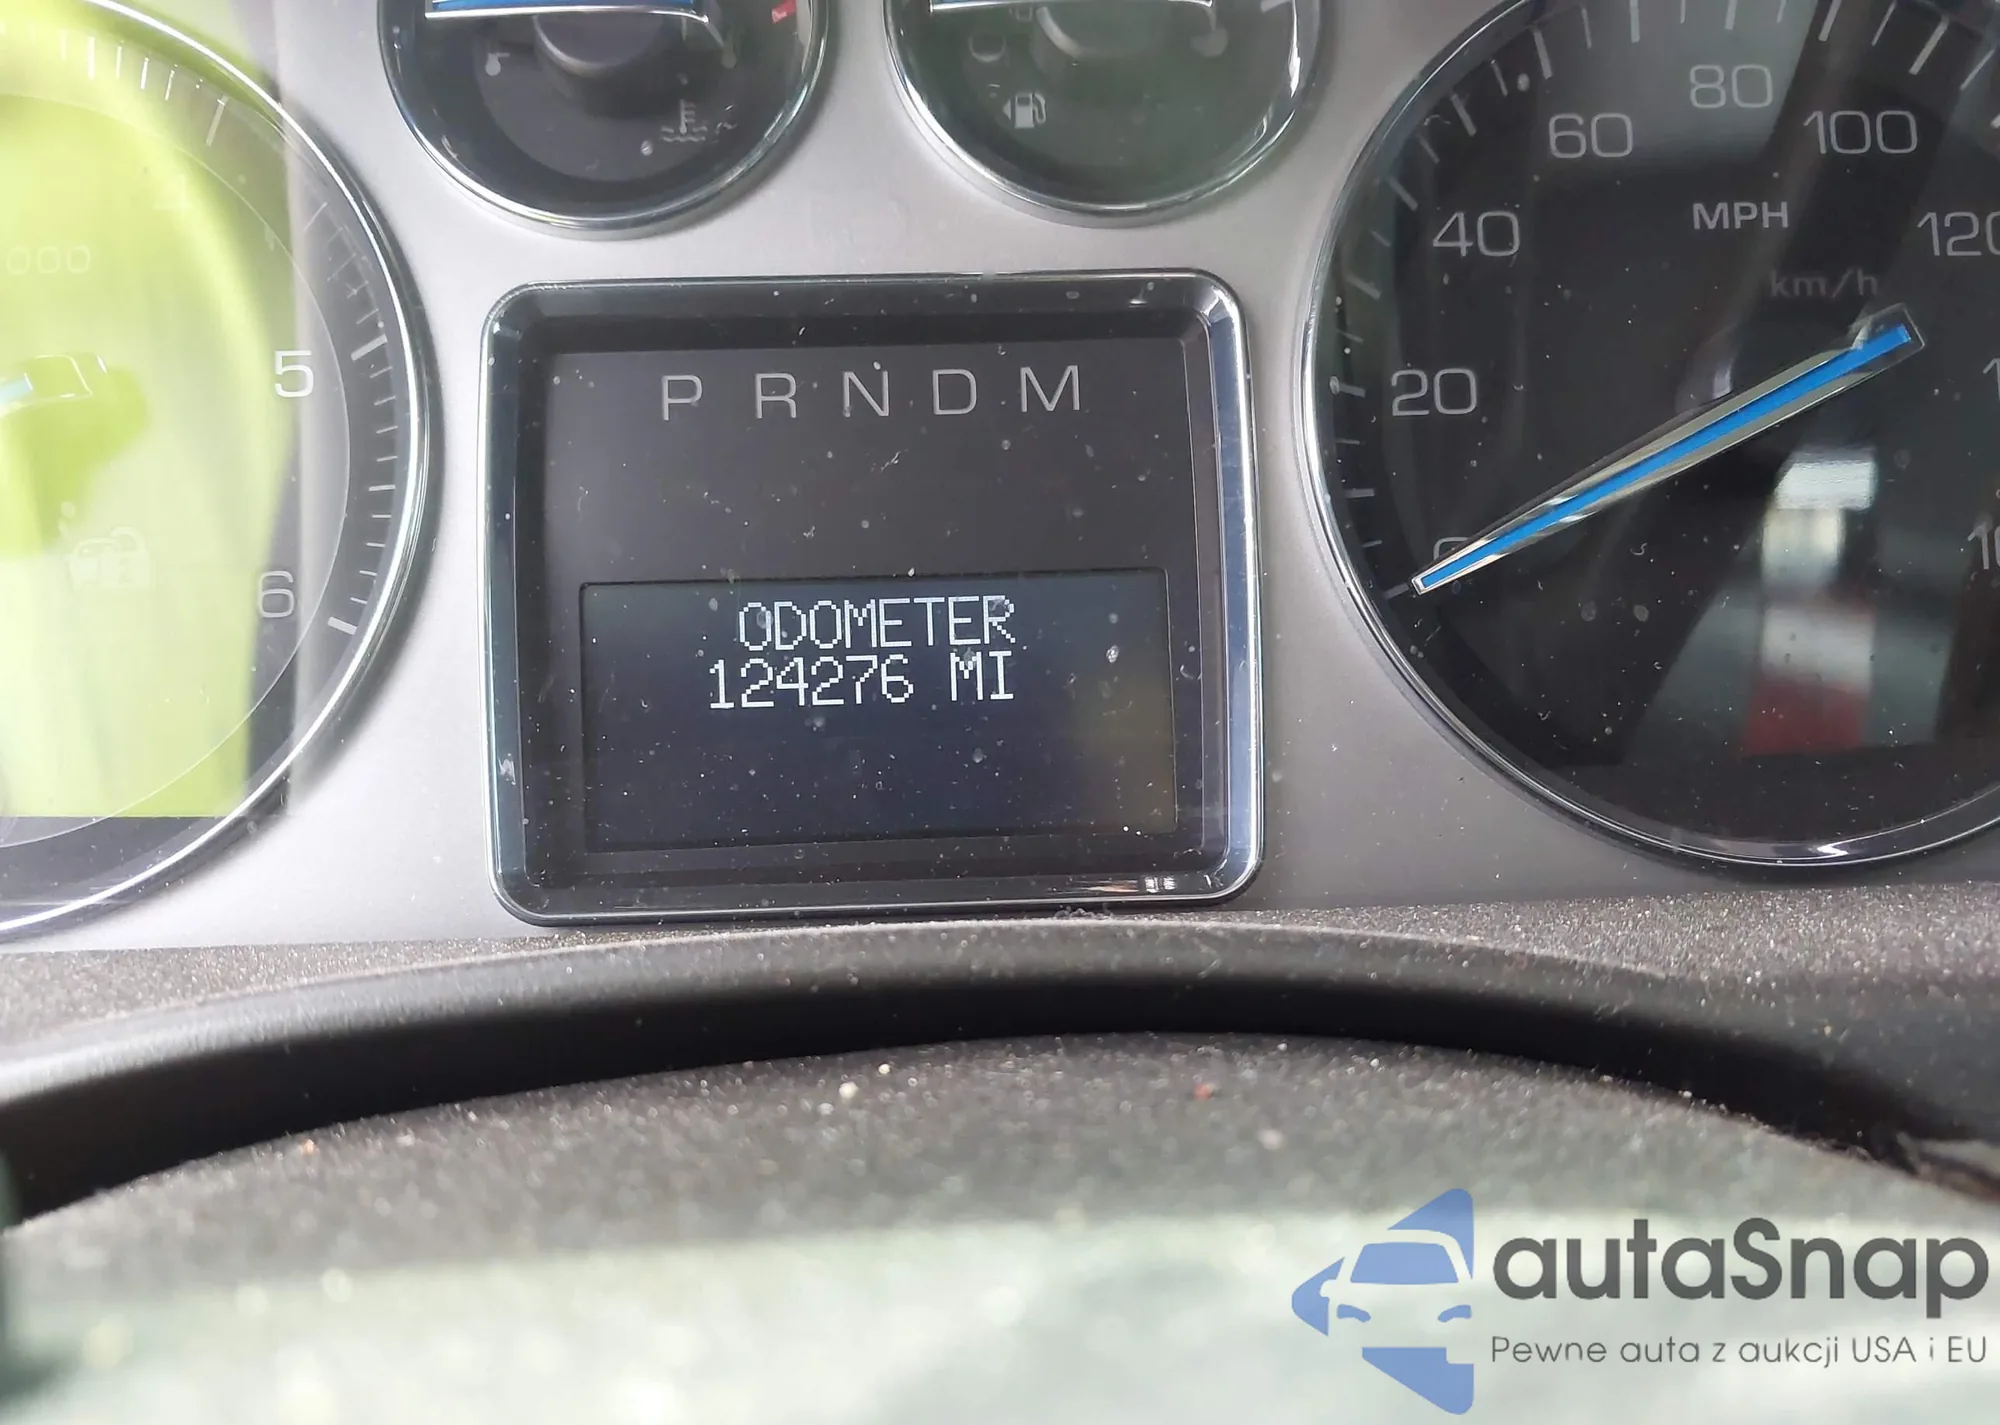 80
60
100
40
MPH
120
km/h
000
5
20
P R N D M
6
ODOMETER
124276 MI
autaSnap
Pewne auta z aukcji USA i EU